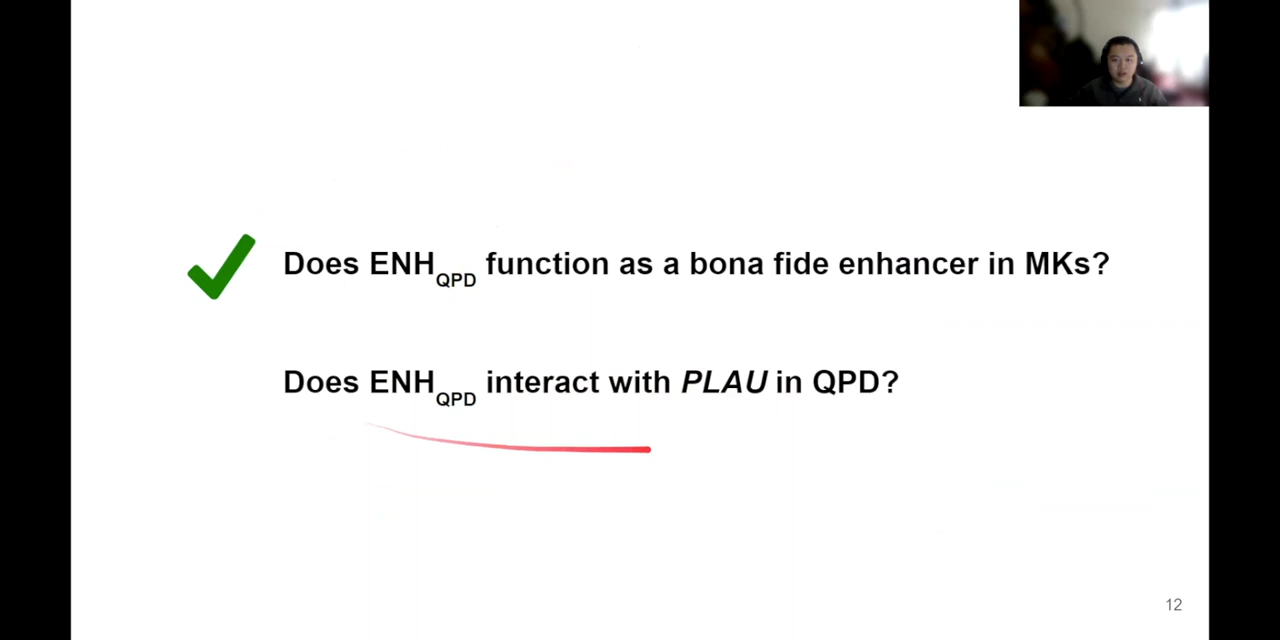 Does ENHQPD function as a bona fide enhancer in MKs?
Does ENHQPD interact with PLAU in QPD?
12